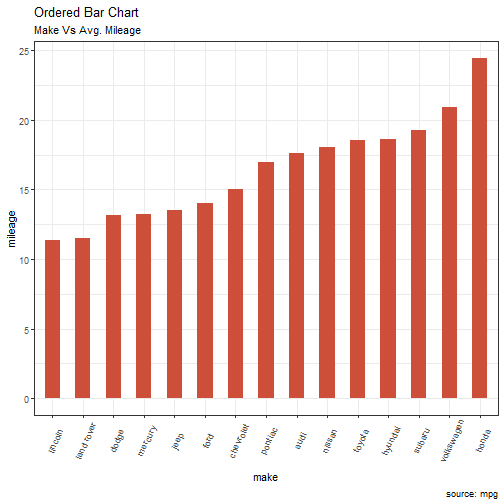 Ordered Bar Chart
Make Vs Avg. Mileage
25
20
15
10
5
0
mileage
lincoln
land rover
dodge
mercury
jeep
ford
chevrolet
pontiac
audi
nissan
toyota
hyundai
subaru
volkswagen
honda
make
source: mpg